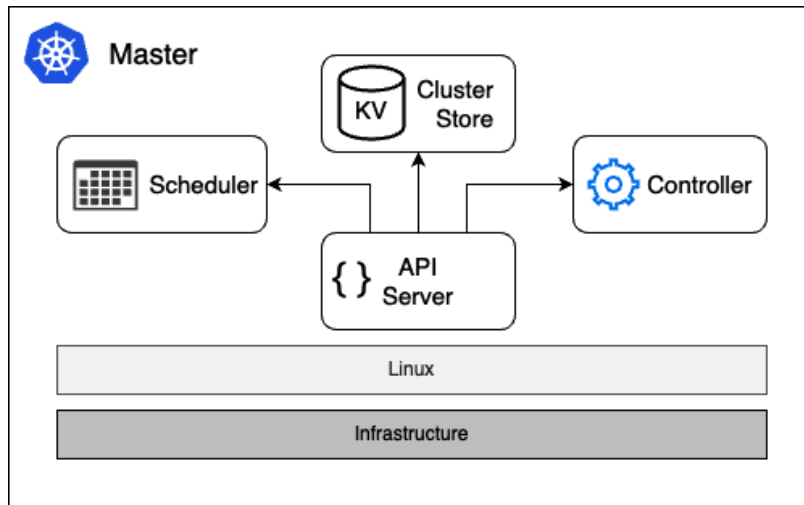 Master
KV
Cluster
Store
Scheduler
Controller
{ }
API
Server
Linux
Infrastructure